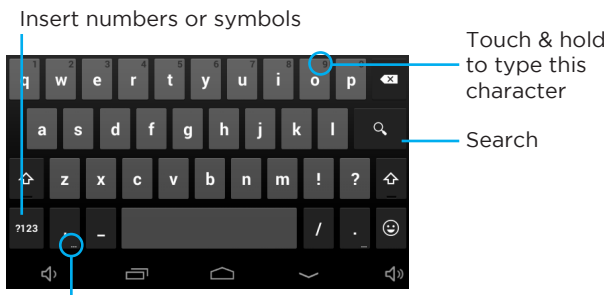 Insert numbers or symbols
Touch & hold
to type this
character
Search
1 2 3 4 5 6 7 8 9 0
q w e r t y u i o p
a s d f g h j k l
z x c v b n m ! ?
?123 , _ / .